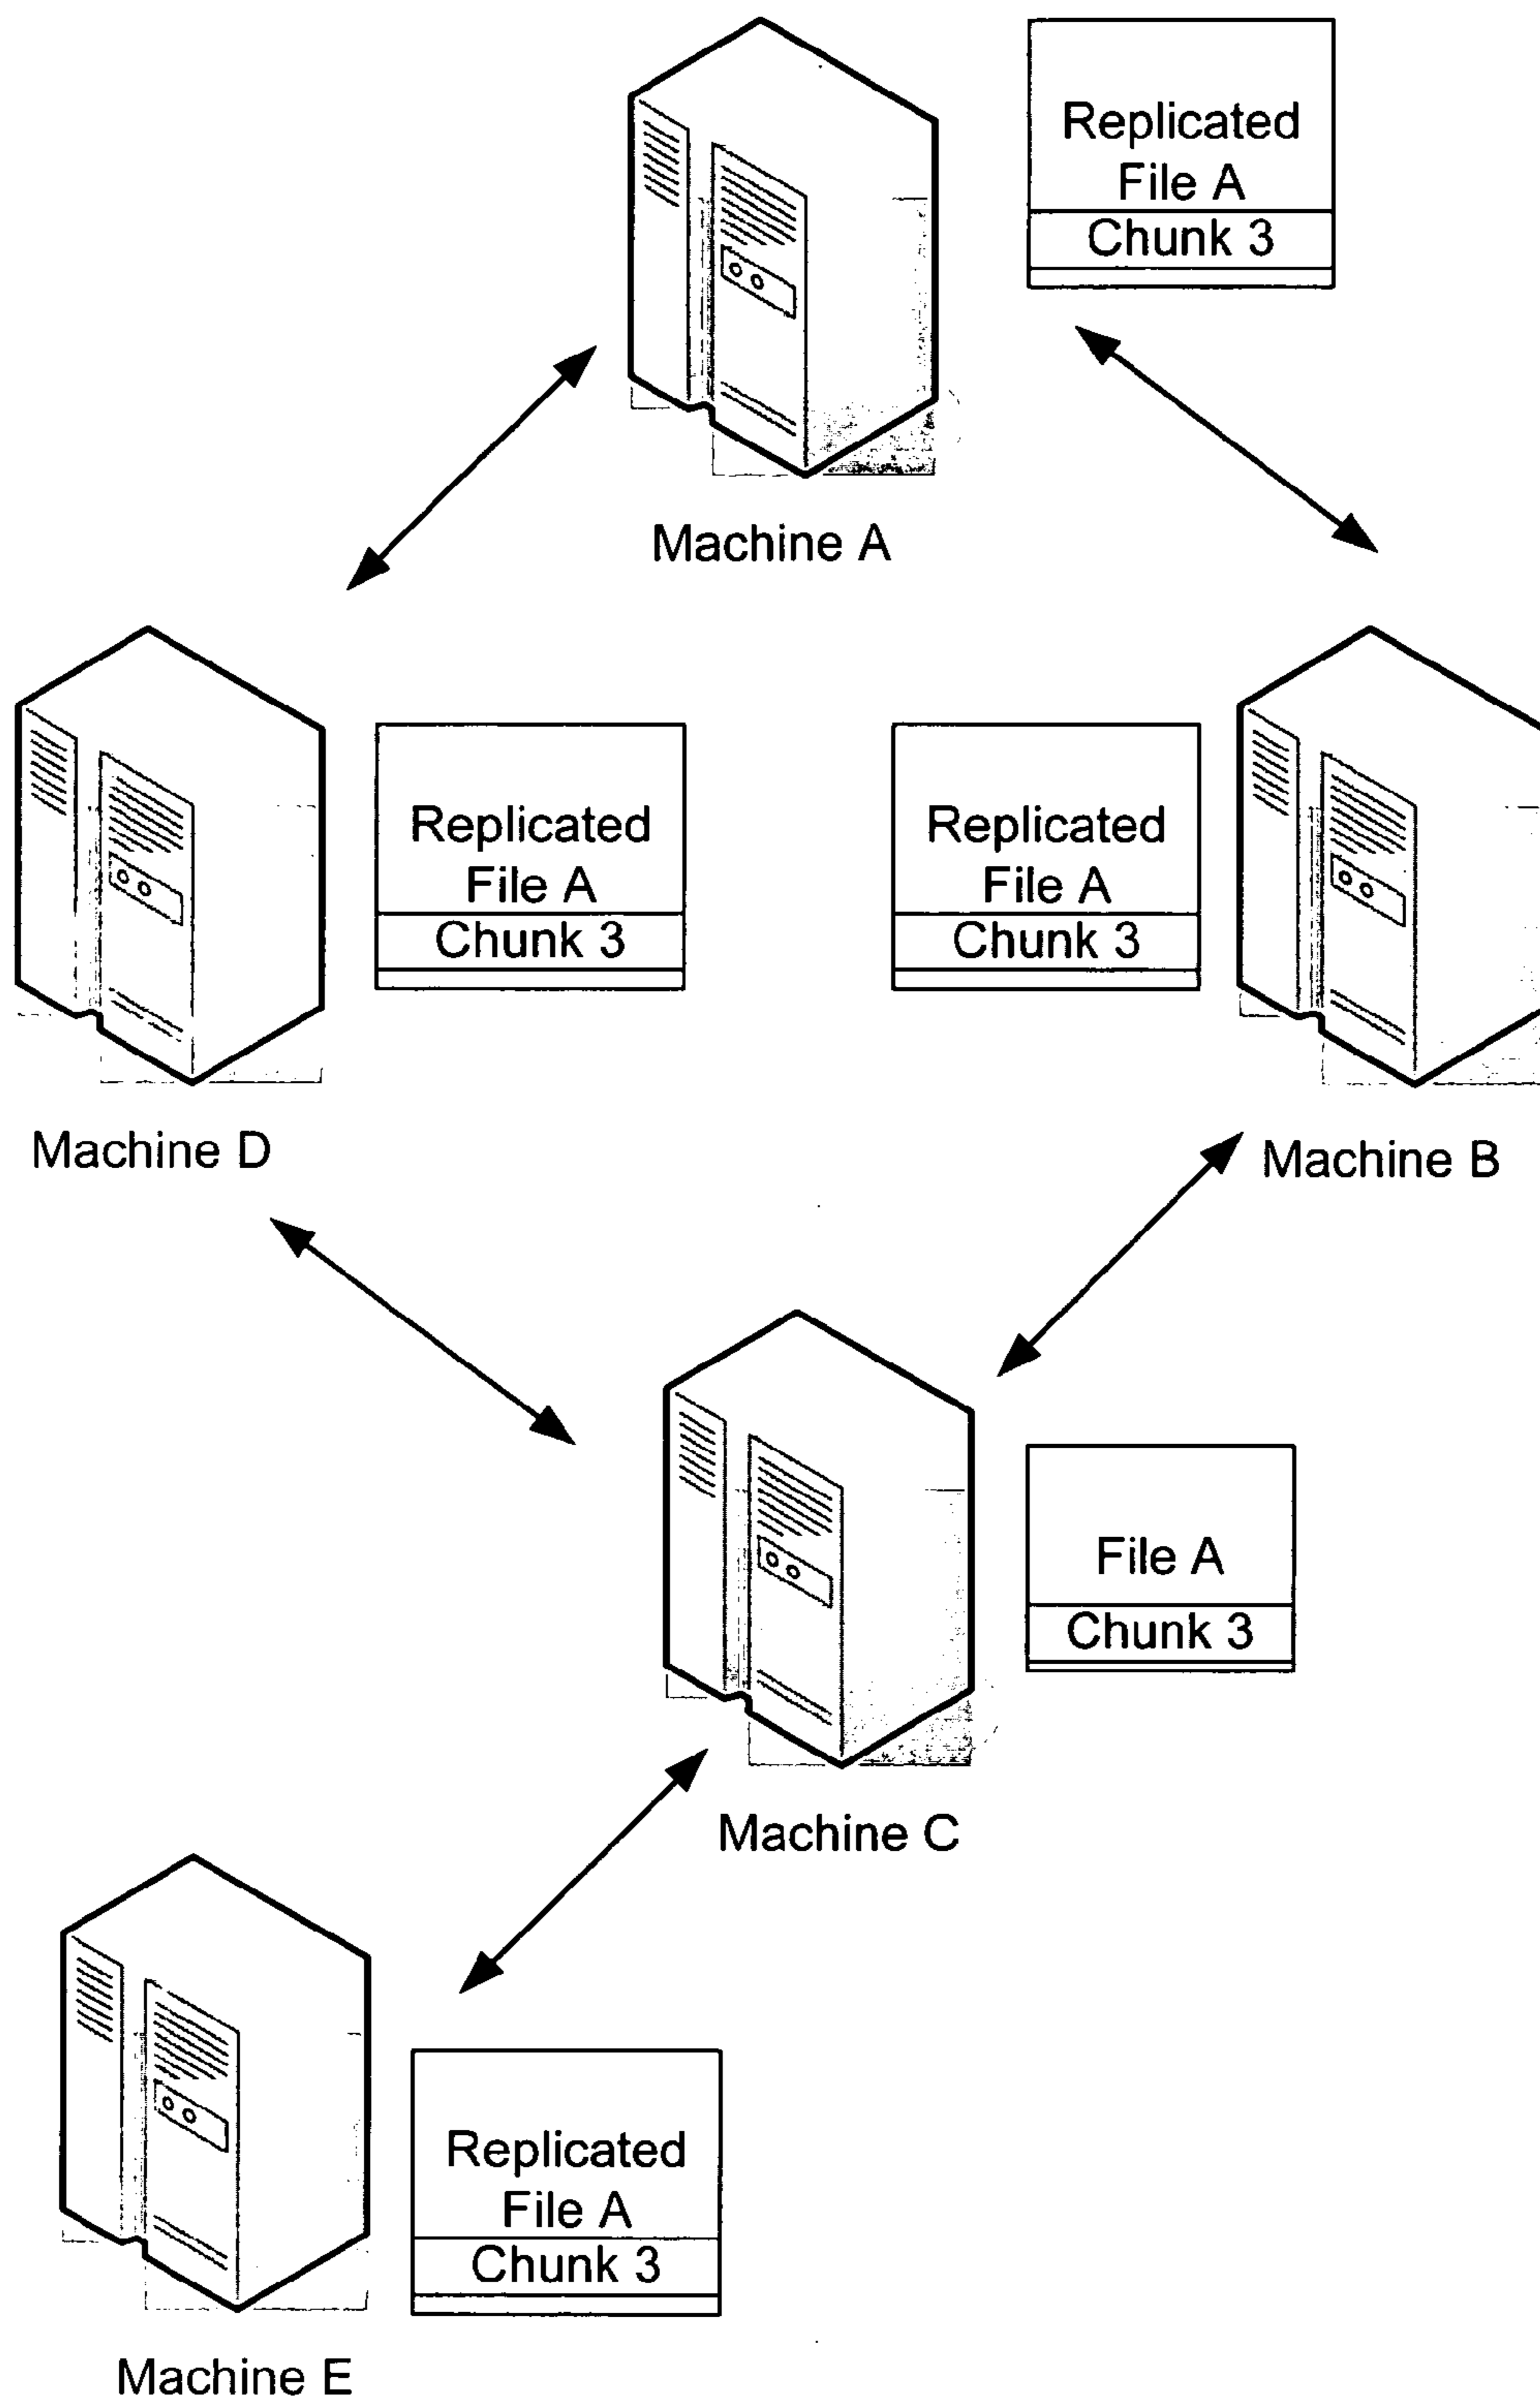 Replicated
File A
Chunk 3
Machine A
Replicated
File A
Chunk 3
Machine D
Replicated
File A
Chunk 3
Machine B
File A
Chunk 3
Machine C
Replicated
File A
Chunk 3
Machine E